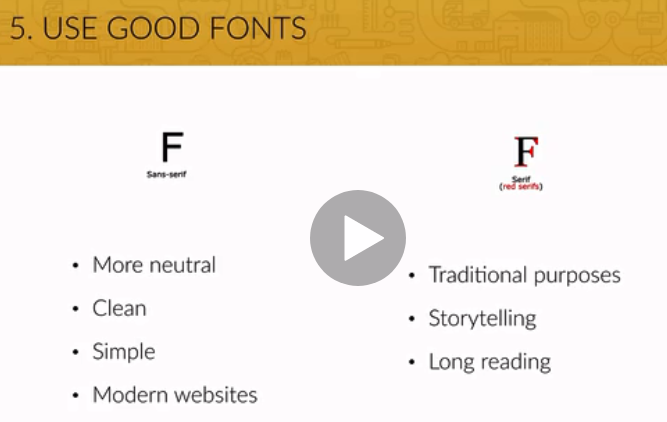 5. USE GOOD FONTS
F
Sans-serif
• More neutral
• Clean
• Simple
• Modern websites
F
Serif
(red serifs)
• Traditional purposes
• Storytelling
• Long reading